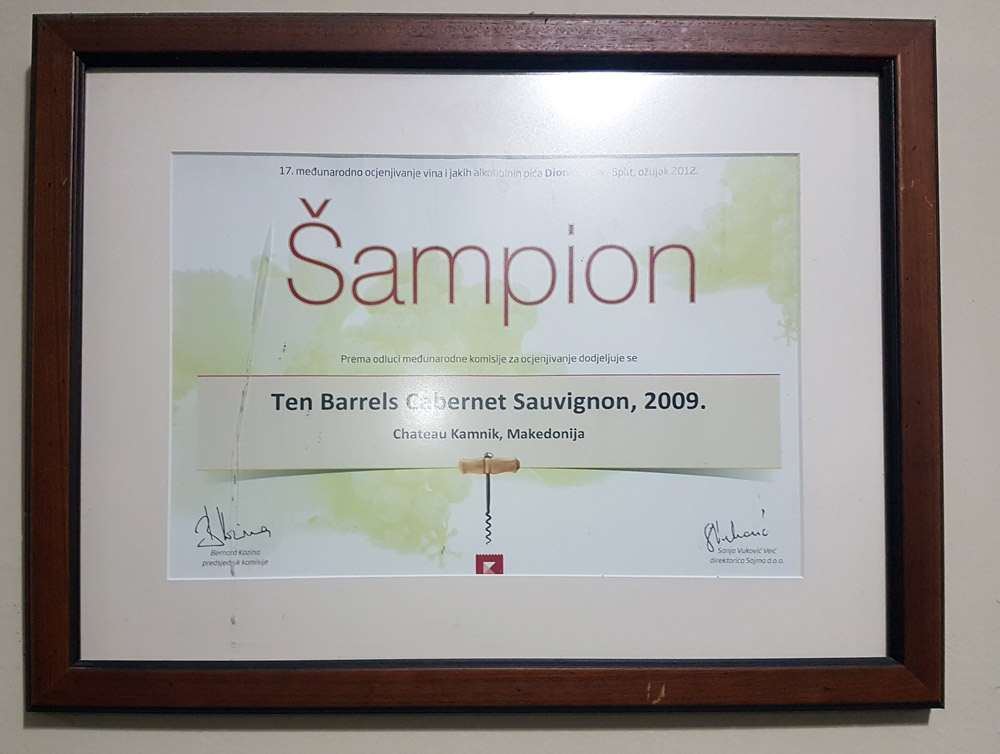 17. međunarodno ocjenjivanje vina i jakih alkoholnih pića Split, ožujak 2012.
Šampion
Prema odluci međunarodne komisije za ocjenjivanje dodjeljuje se
Ten Barrels Cabernet Sauvignon, 2009.
Chateau Kamnik, Makedonija
Bernard Kozina
predsjednik komisije
Sanja Vuković Veić
direktorica Sajma d.o.o.